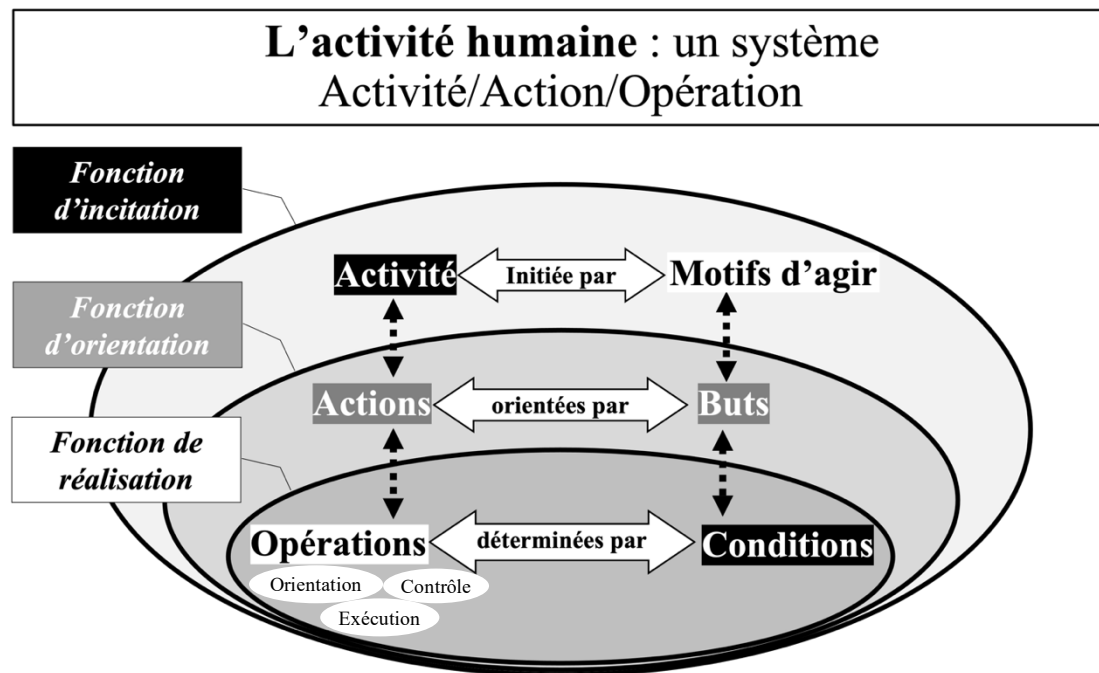 L’activité humaine : un système
Activité/Action/Opération
Fonction
d’incitation
Activité
Initiée par
Motifs d’agir
Fonction
d’orientation
Actions
orientées par
Buts
Fonction de
réalisation
Opérations
déterminées par
Conditions
Orientation
Contrôle
Exécution